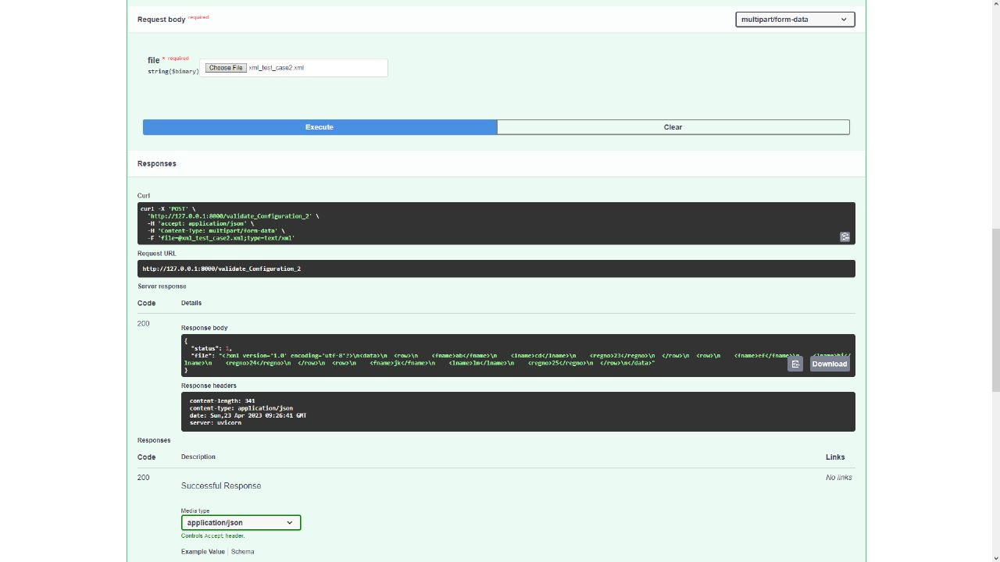 Request body required
multipart/form-data
file * required
string($binary)
Choose File xml_test_case2.xml
Execute
Clear
Responses
Curl
curl -X 'POST' \
'http://127.0.0.1:8000/validate_Configuration_2' \
-H 'accept: application/json' \
-H 'Content-Type: multipart/form-data' \
-F 'file=@xml_test_case2.xml;type=text/xml'
Request URL
http://127.0.0.1:8000/validate_Configuration_2
Server response
Code Details
200
Response body
{
"status": 1,
"file": "<?xml version='1.0' encoding='utf-8'?>\n<data>\n  <row>\n    <fname>ab</fname>\n    <lname>cd</lname>\n    <regno>23</regno>\n  </row>\n  <row>\n    <fname>ef</fname>\n    <lname>hi</
lname>\n    <regno>24</regno>\n  </row>\n  <row>\n    <fname>jk</fname>\n    <lname>lm</lname>\n    <regno>25</regno>\n  </row>\n</data>"
}
Download
Response headers
content-length: 341
content-type: application/json
date: Sun,23 Apr 2023 09:26:41 GMT
server: uvicorn
Responses
Code Description Links
200 No links
Successful Response
Media type
application/json
Controls Accept header.
Example Value Schema